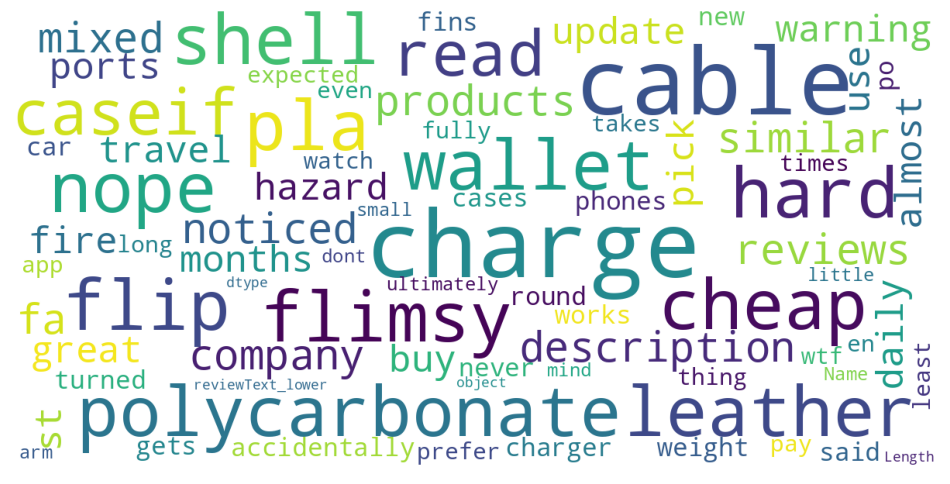 fins
new
mixed
shell
read
update
warning
ports
expected
cable
use
po
even
caseif
pla
products
takes
similar
almost
fully
car
travel
watch
wallet
pick
times
nope
hazard
cases
phones
hard
small
fire
long
noticed
charge
reviews
months
dont
app
dtype
ultimately
little
flip
flimsy
round
cheap
daily
fa
works
great
company
buy
description
wtf
en
never
mind
thing
Name
least
turned
reviewText_lower
object
st
polycarbonate
leather
arm
gets
accidentally
prefer
charger
weight
pay
said
Length